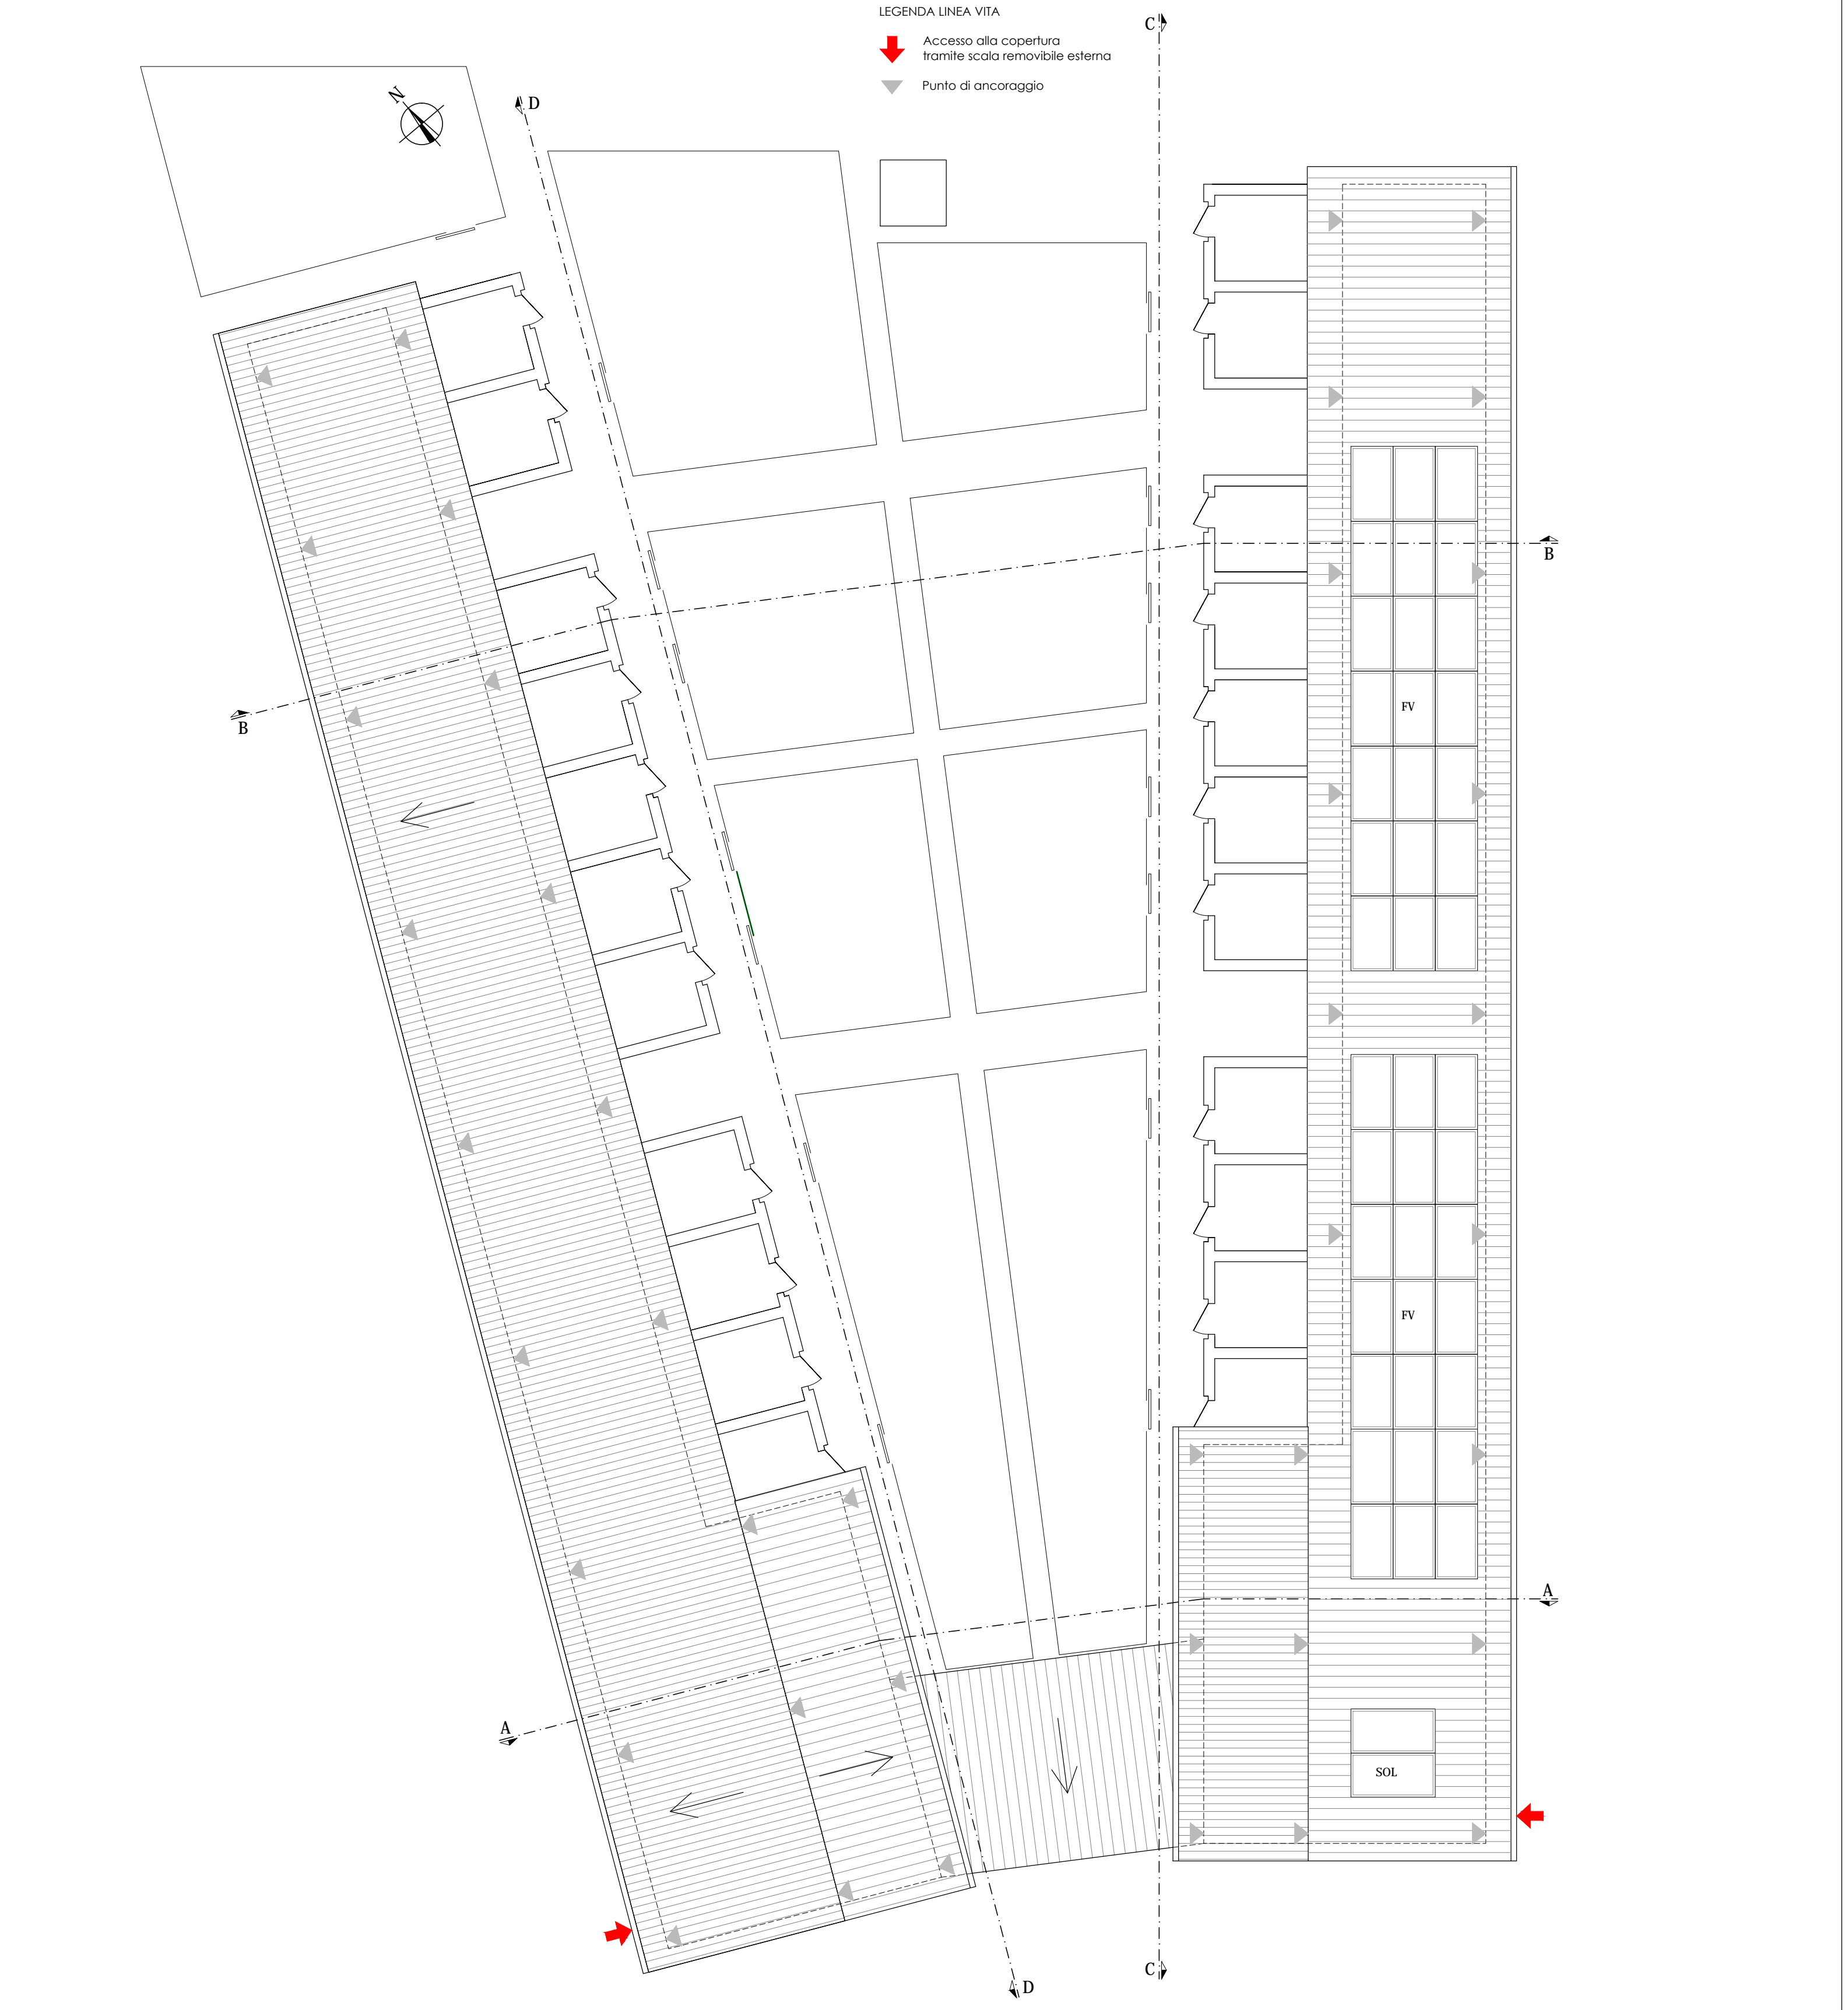 LEGENDA LINEA VITA
Accesso alla copertura
tramite scala removibile esterna
Punto di ancoraggio
C
N
D
B
B
FV
FV
A
A
SOL
C
D